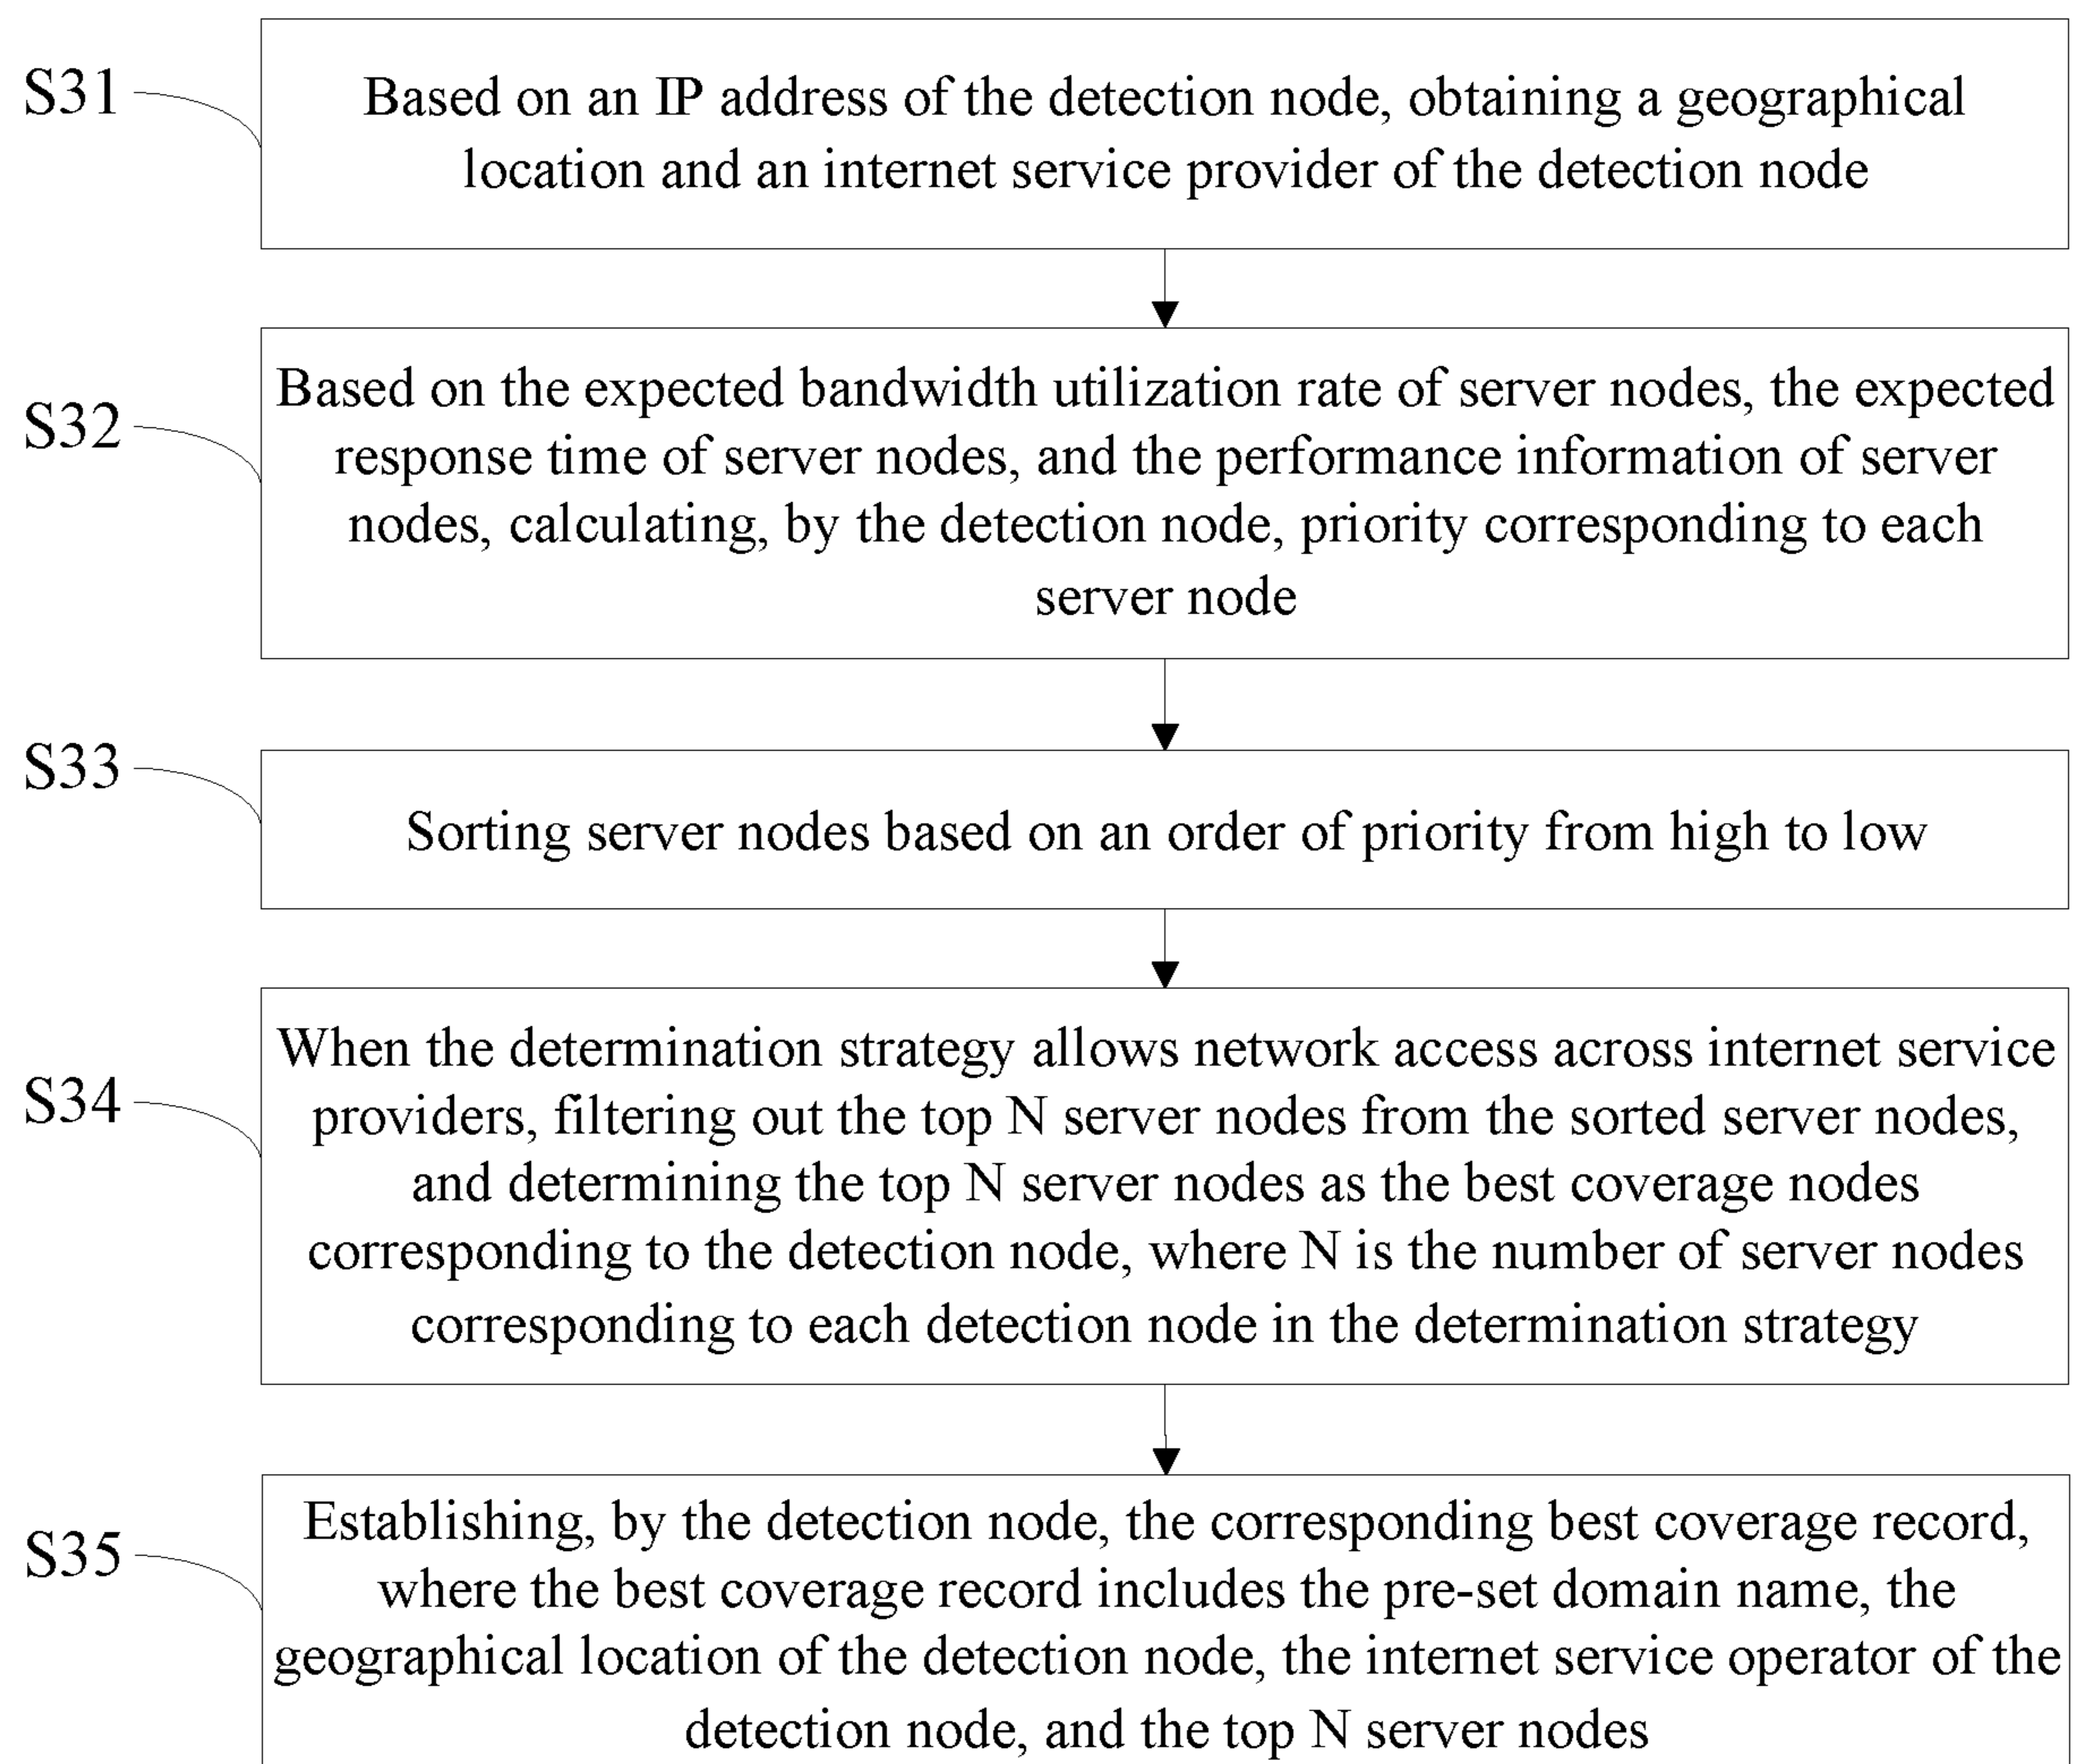 S31
Based on an IP address of the detection node, obtaining a geographical
location and an internet service provider of the detection node
S32
Based on the expected bandwidth utilization rate of server nodes, the expected
response time of server nodes, and the performance information of server
nodes, calculating, by the detection node, priority corresponding to each
server node
S33
Sorting server nodes based on an order of priority from high to low
S34
When the determination strategy allows network access across internet service
providers, filtering out the top N server nodes from the sorted server nodes,
and determining the top N server nodes as the best coverage nodes
corresponding to the detection node, where N is the number of server nodes
corresponding to each detection node in the determination strategy
S35
Establishing, by the detection node, the corresponding best coverage record,
where the best coverage record includes the pre-set domain name, the
geographical location of the detection node, the internet service operator of the
detection node, and the top N server nodes